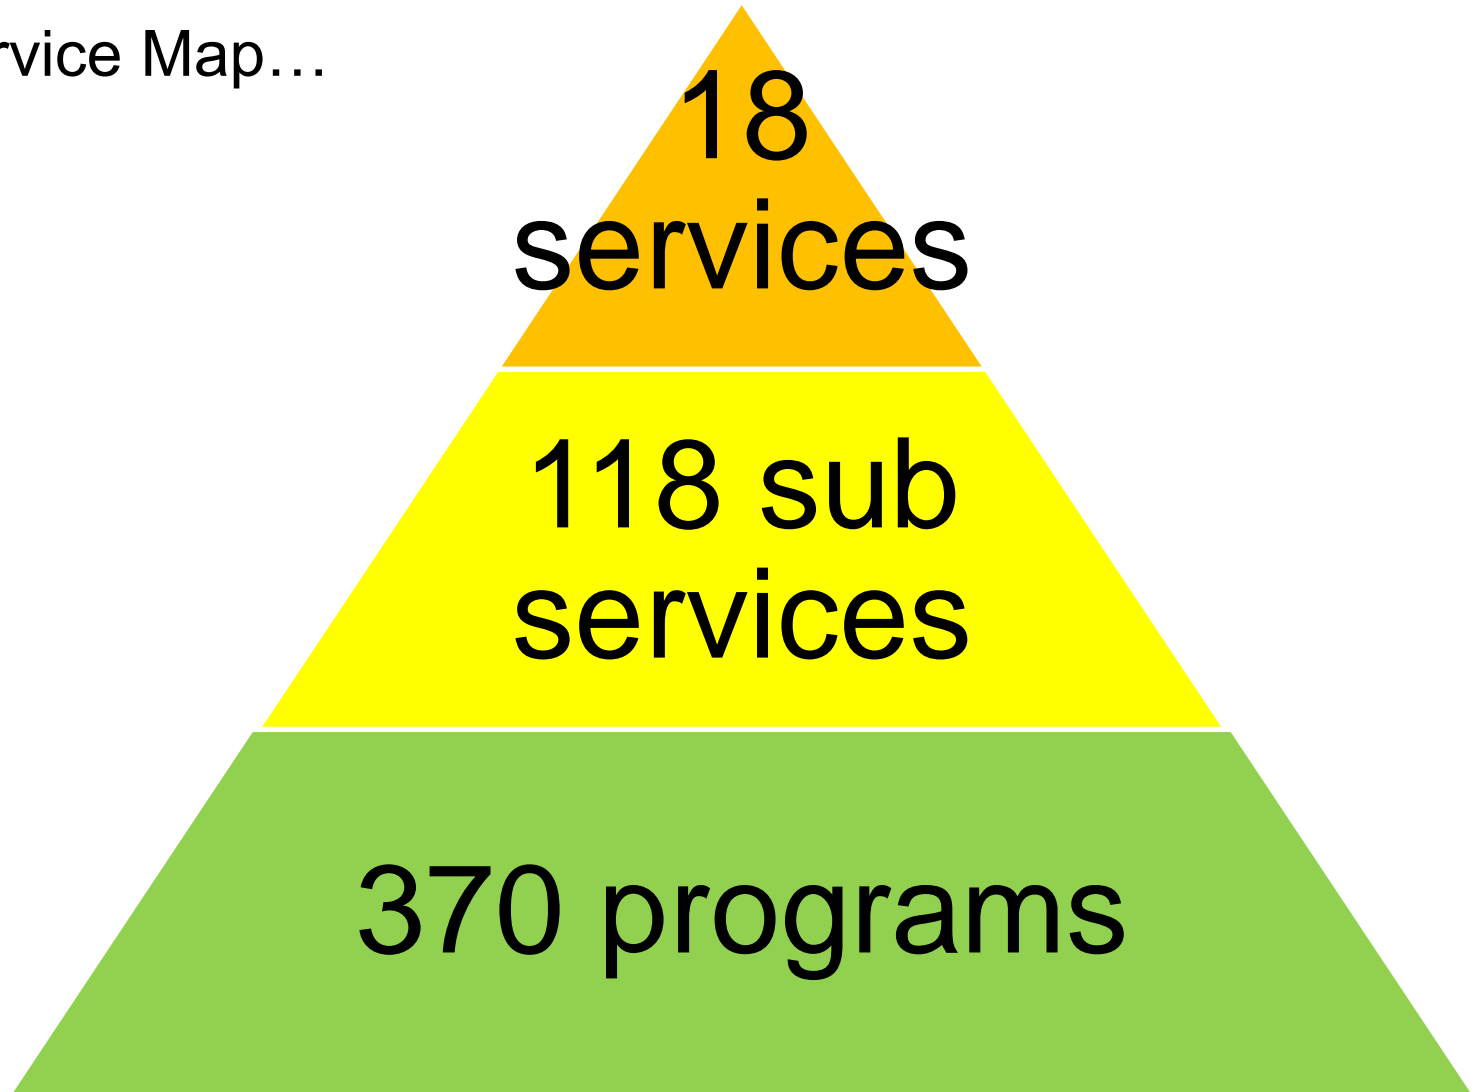 rvice Map…
18
services
118 sub
services
370 programs